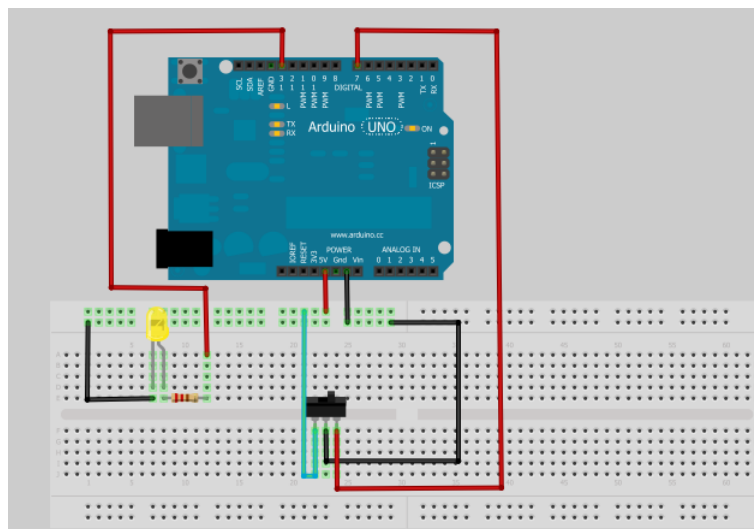 SCL
SDA
AREF
GND
13
12
11 PWM
10 PWM
9 PWM
8
DIGITAL
7
6 PWM
5 PWM
4
3 PWM
2
1 TX
0 RX
L
TX
RX
Arduino UNO
ON
1
ICSP
www.arduino.cc
POWER
ANALOG IN
IOREF
RESET
3V3
5V
Gnd
Vin
0 1 2 3 4 5